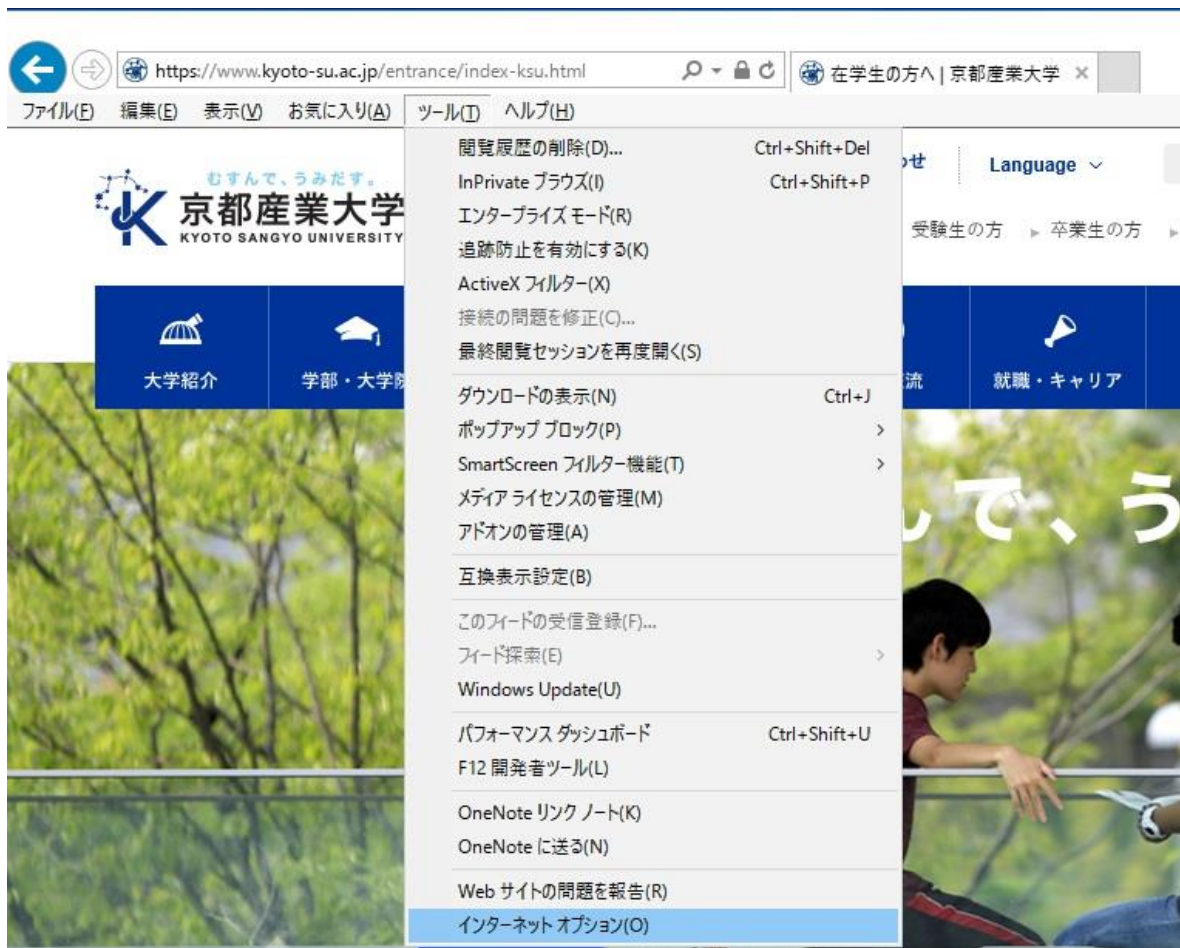 https://www.kyoto-su.ac.jp/entrance/index-ksu.html
在学生の方へ | 京都産業大学
ファイル(F) 編集(E) 表示(V) お気に入り(A) ツール(T) ヘルプ(H)
閲覧履歴の削除(D)... Ctrl+Shift+Del
InPrivate ブラウズ(I) Ctrl+Shift+P
エンタープライズ モード(R)
追跡防止を有効にする(K)
ActiveX フィルター(X)
接続の問題を修正(C)...
最終閲覧セッションを再度開く(S)
ダウンロードの表示(N) Ctrl+J
ポップアップ ブロック(P)
SmartScreen フィルター機能(T)
メディア ライセンスの管理(M)
アドオンの管理(A)
互換表示設定(B)
このフィードの受信登録(F)...
フィード探索(E)
Windows Update(U)
パフォーマンス ダッシュボード Ctrl+Shift+U
F12 開発者ツール(L)
OneNote リンク ノート(K)
OneNote に送る(N)
Web サイトの問題を報告(R)
インターネット オプション(O)
むすんで、うみだす。
京都産業大学
KYOTO SANGYO UNIVERSITY
わせ Language
受験生の方 卒業生の方
大学紹介 学部・大学院 流 就職・キャリア
んで、う